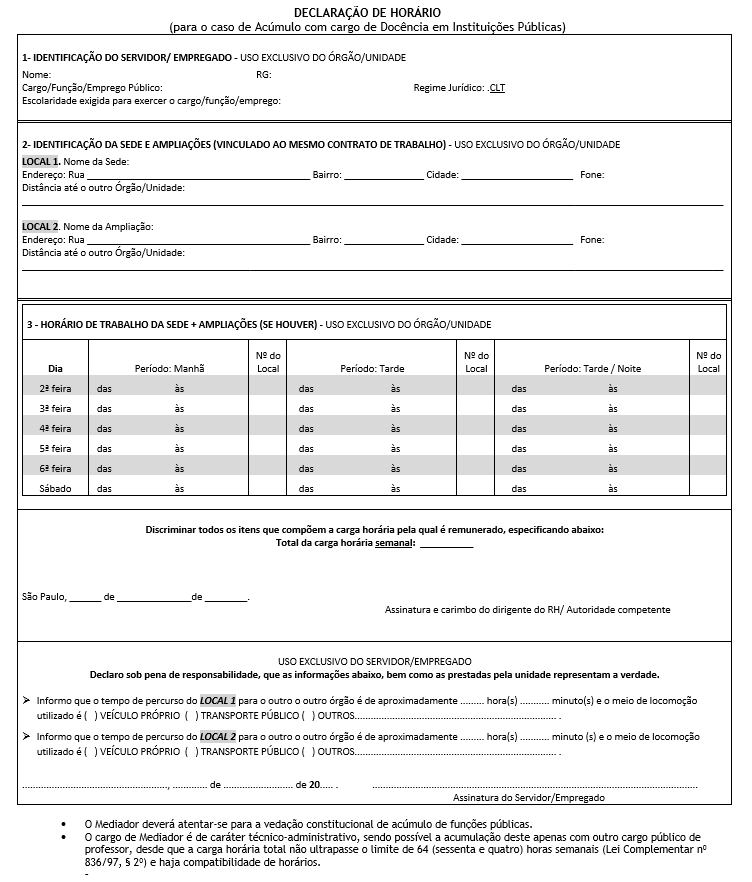 DECLARAÇÃO DE HORÁRIO
(para o caso de Acúmulo com cargo de Docência em Instituições Públicas)
1- IDENTIFICAÇÃO DO SERVIDOR/ EMPREGADO - USO EXCLUSIVO DO ÓRGÃO/UNIDADE
Nome: RG:
Cargo/Função/Emprego Público: Regime Jurídico: .CLT
Escolaridade exigida para exercer o cargo/função/emprego:
2- IDENTIFICAÇÃO DA SEDE E AMPLIAÇÕES (VINCULADO AO MESMO CONTRATO DE TRABALHO) - USO EXCLUSIVO DO ÓRGÃO/UNIDADE
LOCAL 1. Nome da Sede:
Endereço: Rua ________________ Bairro: ________________ Cidade: ________________ Fone:
Distância até o outro Órgão/Unidade:
LOCAL 2. Nome da Ampliação:
Endereço: Rua ________________ Bairro: ________________ Cidade: ________________ Fone:
Distância até o outro Órgão/Unidade:
3 - HORÁRIO DE TRABALHO DA SEDE + AMPLIAÇÕES (SE HOUVER) - USO EXCLUSIVO DO ÓRGÃO/UNIDADE
Dia Período: Manhã Nº do Local Período: Tarde Nº do Local Período: Tarde / Noite Nº do Local
2ª feira das às das às das às
3ª feira das às das às das às
4ª feira das às das às das às
5ª feira das às das às das às
6ª feira das às das às das às
Sábado das às das às das às
Discriminar todos os itens que compõem a carga horária pela qual é remunerado, especificando abaixo:
Total da carga horária semanal: __________
São Paulo, ______ de ______________de ________.
Assinatura e carimbo do dirigente do RH/ Autoridade competente
USO EXCLUSIVO DO SERVIDOR/EMPREGADO
Declaro sob pena de responsabilidade, que as informações abaixo, bem como as prestadas pela unidade representam a verdade.
➢ Informo que o tempo de percurso do LOCAL 1 para o outro o outro órgão é de aproximadamente ......... hora(s) ........... minuto(s) e o meio de locomoção
utilizado é ( ) VEÍCULO PRÓPRIO ( ) TRANSPORTE PÚBLICO ( ) OUTROS................................................................ .
➢ Informo que o tempo de percurso do LOCAL 2 para o outro o outro órgão é de aproximadamente ......... hora(s) ........... minuto (s) e o meio de locomoção
utilizado é ( ) VEÍCULO PRÓPRIO ( ) TRANSPORTE PÚBLICO ( ) OUTROS................................................................ .
................................................, ............ de ........................ de 20..... . ................................................................
Assinatura do Servidor/Empregado
• O Mediador deverá atentar-se para a vedação constitucional de acúmulo de funções públicas.
• O cargo de Mediador é de caráter técnico-administrativo, sendo possível a acumulação deste apenas com outro cargo público de
professor, desde que a carga horária total não ultrapasse o limite de 64 (sessenta e quatro) horas semanais (Lei Complementar nº
836/97, § 2º) e haja compatibilidade de horários.
-